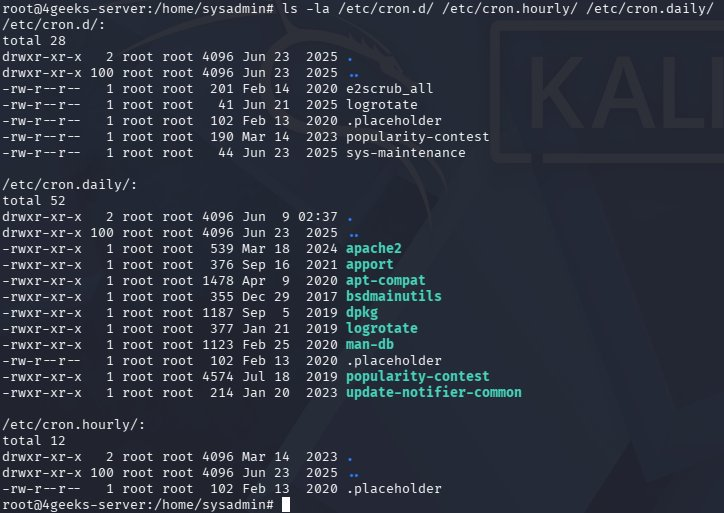 root@4geeks-server:/home/sysadmin# ls -la /etc/cron.d/ /etc/cron.hourly/ /etc/cron.daily/
/etc/cron.d/:
total 28
drwxr-xr-x   2 root root 4096 Jun 23  2025 .
drwxr-xr-x 100 root root 4096 Jun 23  2025 ..
-rw-r--r--   1 root root  201 Feb 14  2020 e2scrub_all
-rw-r--r--   1 root root   41 Jun 21  2025 logrotate
-rw-r--r--   1 root root  102 Feb 13  2020 .placeholder
-rw-r--r--   1 root root  190 Mar 14  2023 popularity-contest
-rw-r--r--   1 root root   44 Jun 23  2025 sys-maintenance

/etc/cron.daily/:
total 52
drwxr-xr-x   2 root root 4096 Jun  9 02:37 .
drwxr-xr-x 100 root root 4096 Jun 23  2025 ..
-rwxr-xr-x   1 root root  539 Mar 18  2024 apache2
-rwxr-xr-x   1 root root  376 Sep 16  2021 apport
-rwxr-xr-x   1 root root 1478 Apr  9  2020 apt-compat
-rwxr-xr-x   1 root root  355 Dec 29  2017 bsdmainutils
-rwxr-xr-x   1 root root 1187 Sep  5  2019 dpkg
-rwxr-xr-x   1 root root  377 Jan 21  2019 logrotate
-rwxr-xr-x   1 root root 1123 Feb 25  2020 man-db
-rw-r--r--   1 root root  102 Feb 13  2020 .placeholder
-rwxr-xr-x   1 root root 4574 Jul 18  2019 popularity-contest
-rwxr-xr-x   1 root root  214 Jan 20  2023 update-notifier-common

/etc/cron.hourly/:
total 12
drwxr-xr-x   2 root root 4096 Mar 14  2023 .
drwxr-xr-x 100 root root 4096 Jun 23  2025 ..
-rw-r--r--   1 root root  102 Feb 13  2020 .placeholder
root@4geeks-server:/home/sysadmin#
KALI